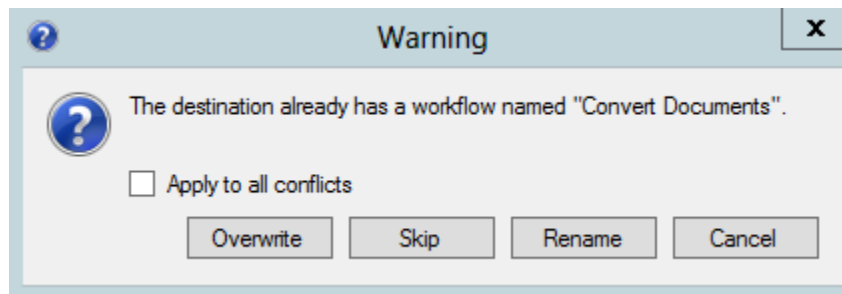 Warning
x
The destination already has a workflow named "Convert Documents".
Apply to all conflicts
Overwrite Skip Rename Cancel